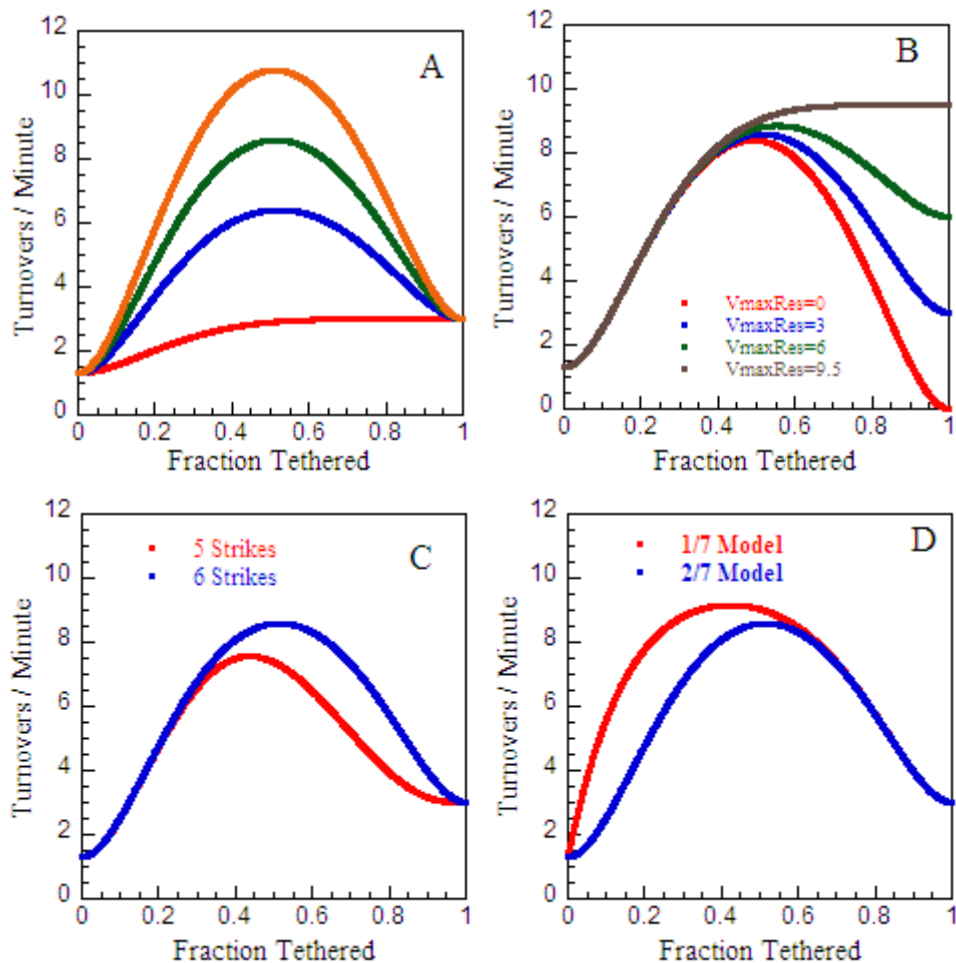 A
12
10
8
6
4
2
0
Turnovers / Minute
0 0.2 0.4 0.6 0.8 1
Fraction Tethered
B
12
10
8
6
4
2
0
Turnovers / Minute
VmaxRes=0
VmaxRes=3
VmaxRes=6
VmaxRes=9.5
0 0.2 0.4 0.6 0.8 1
Fraction Tethered
C
12
10
8
6
4
2
0
Turnovers / Minute
5 Strikes
6 Strikes
0 0.2 0.4 0.6 0.8 1
Fraction Tethered
D
12
10
8
6
4
2
0
Turnovers / Minute
1/7 Model
2/7 Model
0 0.2 0.4 0.6 0.8 1
Fraction Tethered